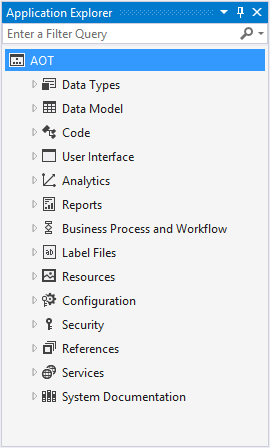 Application Explorer
Enter a Filter Query
AOT
Data Types
Data Model
Code
User Interface
Analytics
Reports
Business Process and Workflow
Label Files
Resources
Configuration
Security
References
Services
System Documentation